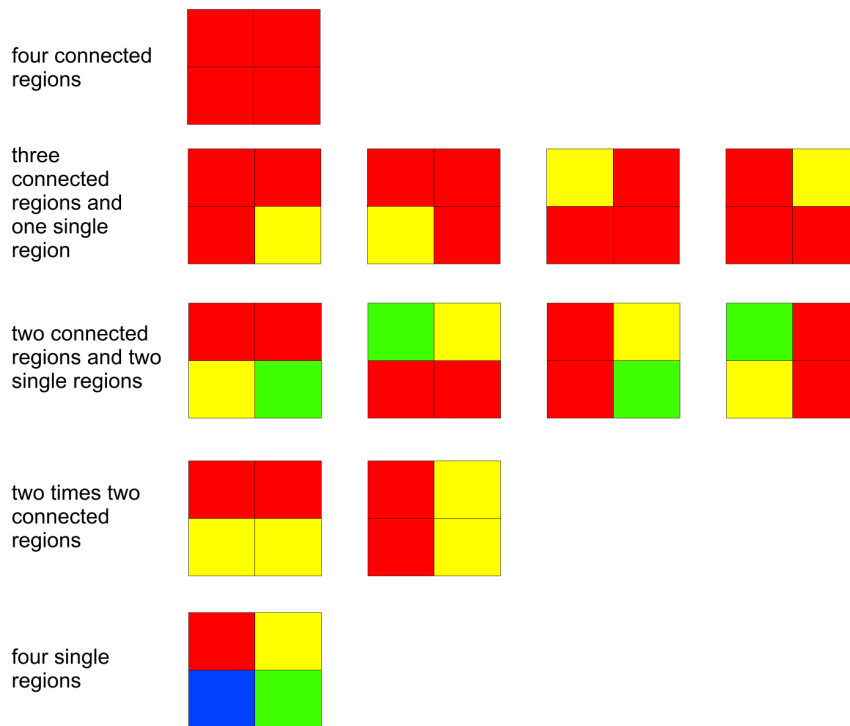 four connected
regions
three
connected
regions and
one single
region
two connected
regions and two
single regions
two times two
connected
regions
four single
regions